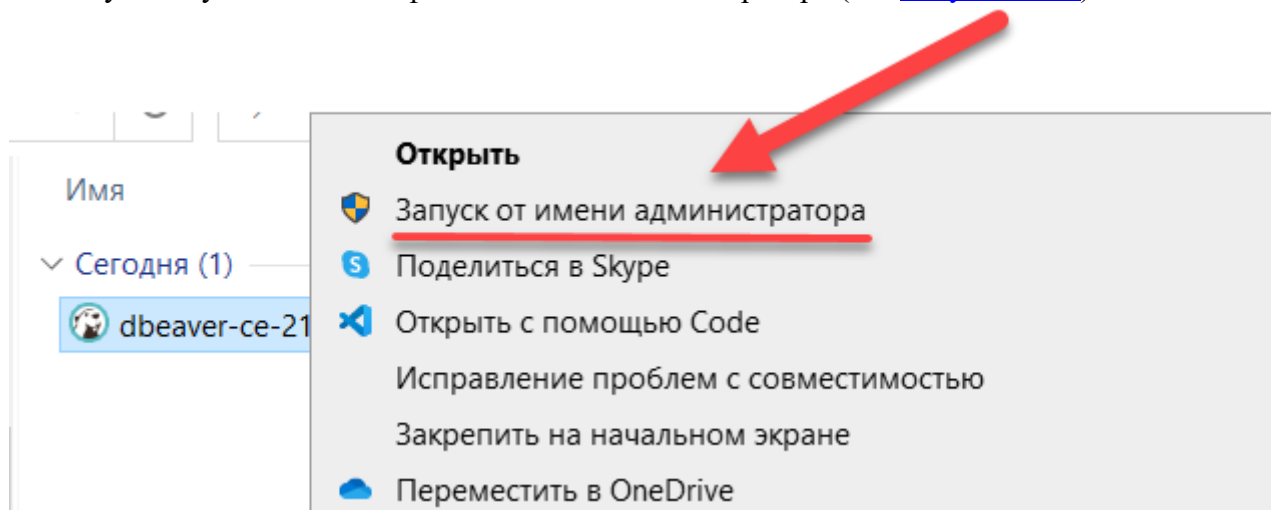 Имя
Открыть
Запуск от имени администратора
Сегодня (1)
Поделиться в Skype
dbeaver-ce-21
Открыть с помощью Code
Исправление проблем с совместимостью
Закрепить на начальном экране
Переместить в OneDrive